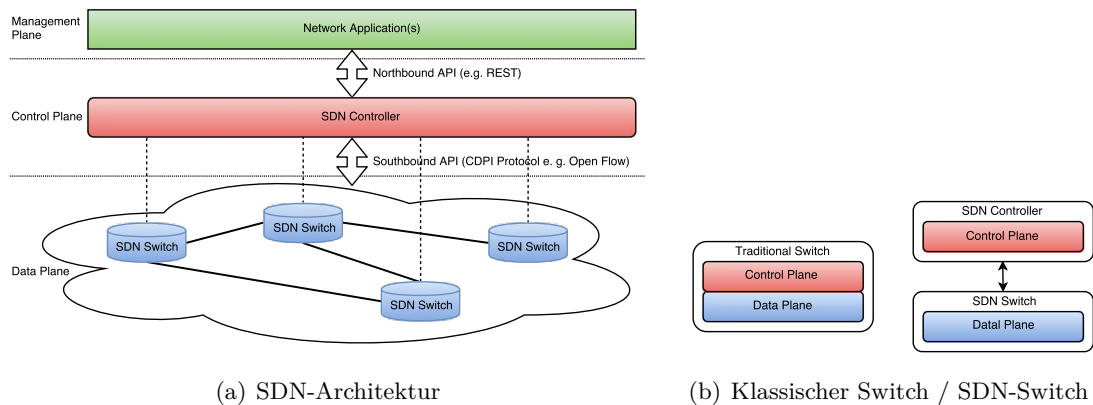 Management
Plane
Network Application(s)
Northbound API (e.g. REST)
Control Plane
SDN Controller
Southbound API (CDPI Protocol e. g. Open Flow)
SDN Switch
SDN Switch
SDN Switch
Data Plane
SDN Switch
(a) SDN-Architektur
Traditional Switch
Control Plane
Data Plane
SDN Controller
Control Plane
SDN Switch
Datal Plane
(b) Klassischer Switch / SDN-Switch